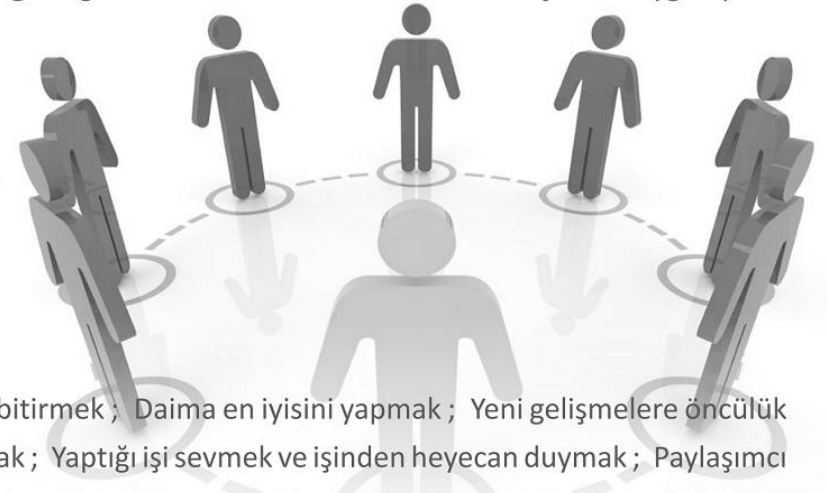 bitirmek ; Daima en iyisini yapmak ; Yeni gelişmelere öncülük
ak ; Yaptığı işi sevmek ve işinden heyecan duymak ; Paylaşımcı